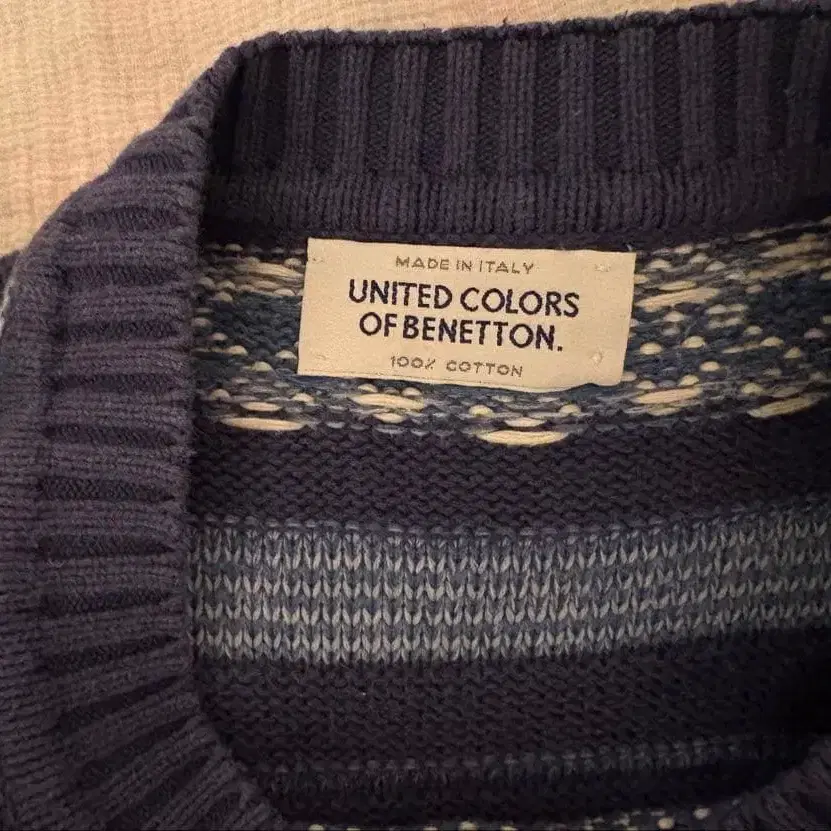 MADE IN ITALY
UNITED COLORS
OF BENETTON.
100% COTTON